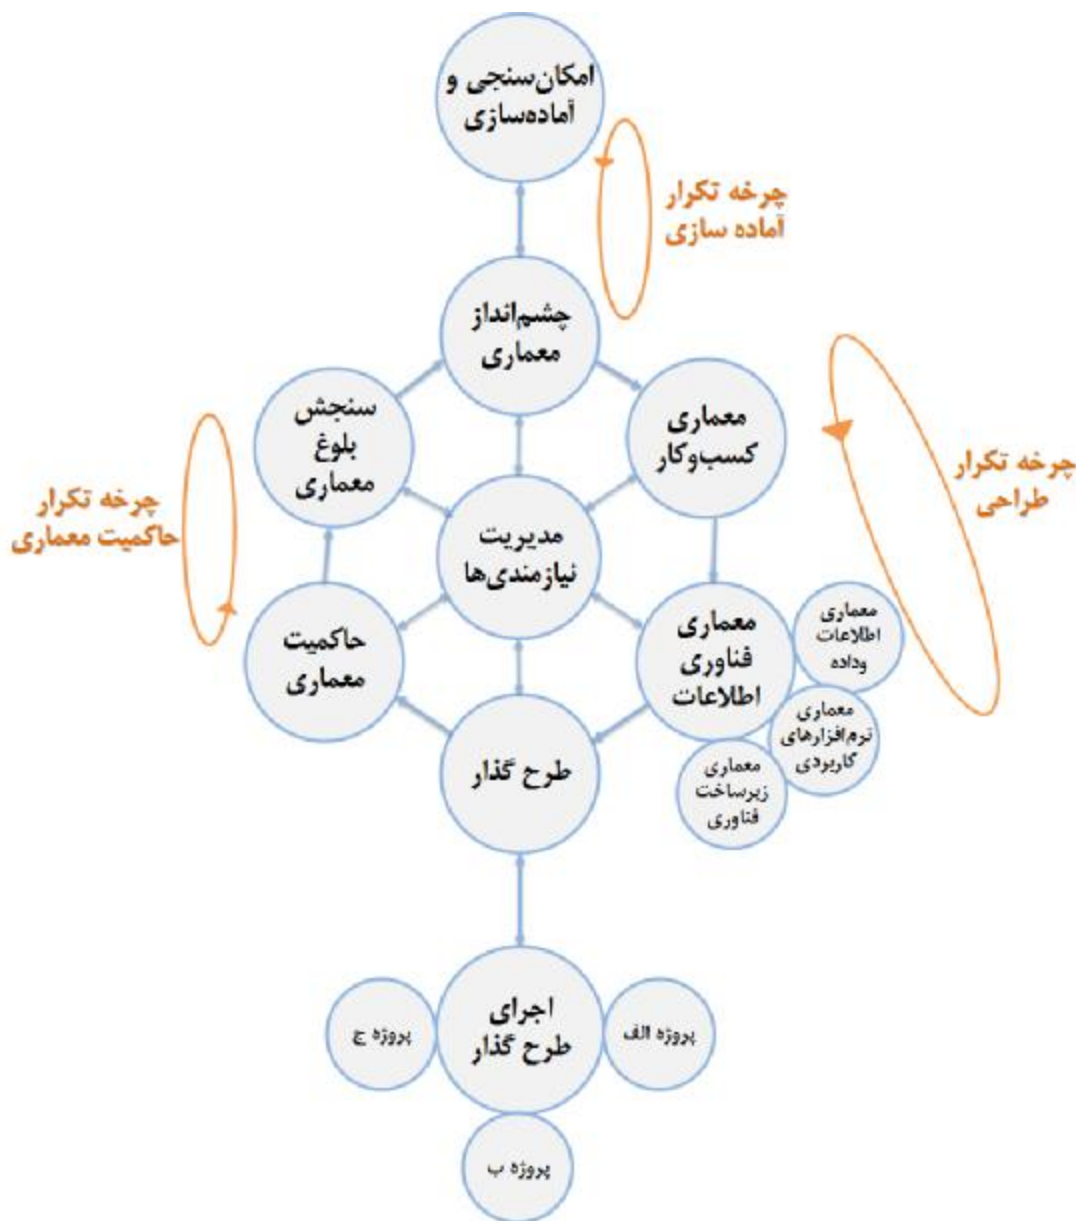 امکان‌سنجی و
آماده‌سازی
چرخه تکرار
آماده سازی
چشم‌انداز
معماری
معماری
کسب‌وکار
سنجش
بلوغ
معماری
چرخه تکرار
طراحی
چرخه تکرار
حاکمیت معماری
مدیریت
نیازمندی‌ها
معماری
فناوری
اطلاعات
معماری
اطلاعات
وداده
حاکمیت
معماری
معماری
نرم‌افزارهای
کاربردی
طرح گذار
معماری
زیرساخت
فناوری
اجرای
طرح گذار
پروژه الف
پروژه ج
پروژه ب